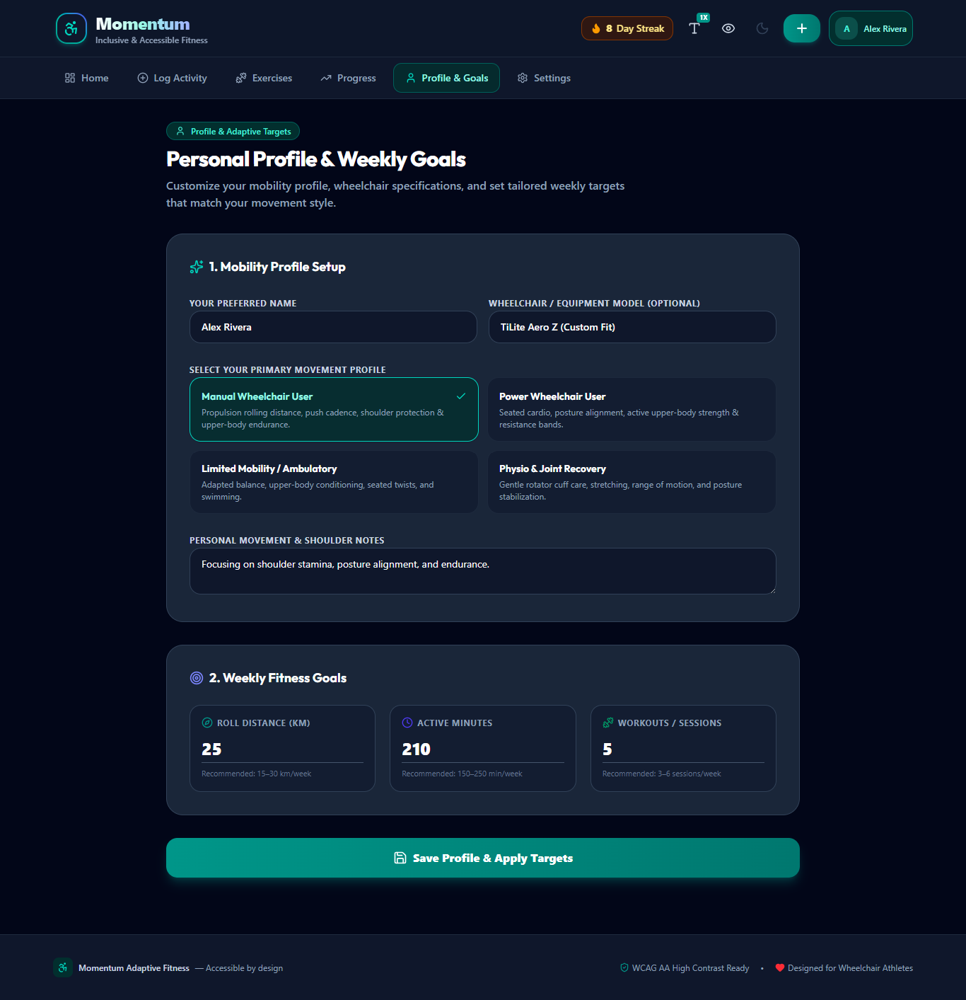 Momentum
Inclusive & Accessible Fitness
8 Day Streak
1X
A
Alex Rivera
Home
Log Activity
Exercises
Progress
Profile & Goals
Settings
Profile & Adaptive Targets
Personal Profile & Weekly Goals
Customize your mobility profile, wheelchair specifications, and set tailored weekly targets
that match your movement style.
1. Mobility Profile Setup
YOUR PREFERRED NAME
Alex Rivera
WHEELCHAIR / EQUIPMENT MODEL (OPTIONAL)
TiLite Aero Z (Custom Fit)
SELECT YOUR PRIMARY MOVEMENT PROFILE
Manual Wheelchair User
Propulsion rolling distance, push cadence, shoulder protection &
upper-body endurance.
Power Wheelchair User
Seated cardio, posture alignment, active upper-body strength &
resistance bands.
Limited Mobility / Ambulatory
Adapted balance, upper-body conditioning, seated twists, and
swimming.
Physio & Joint Recovery
Gentle rotator cuff care, stretching, range of motion, and posture
stabilization.
PERSONAL MOVEMENT & SHOULDER NOTES
Focusing on shoulder stamina, posture alignment, and endurance.
2. Weekly Fitness Goals
ROLL DISTANCE (KM)
25
Recommended: 15–30 km/week
ACTIVE MINUTES
210
Recommended: 150–250 min/week
WORKOUTS / SESSIONS
5
Recommended: 3–6 sessions/week
Save Profile & Apply Targets
Momentum Adaptive Fitness — Accessible by design
WCAG AA High Contrast Ready • Designed for Wheelchair Athletes